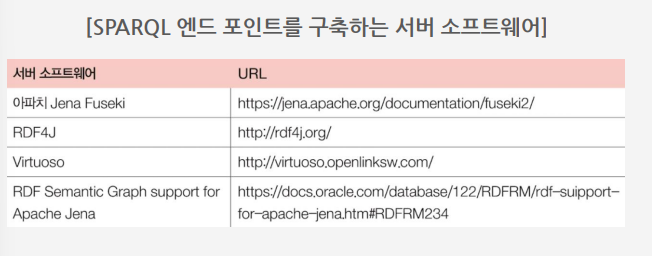 [SPARQL 엔드 포인트를 구축하는 서버 소프트웨어]
서버 소프트웨어 URL
아파치 Jena Fuseki https://jena.apache.org/documentation/fuseki2/
RDF4J http://rdf4j.org/
Virtuoso http://virtuoso.openlinksw.com/
RDF Semantic Graph support for https://docs.oracle.com/database/122/RDFRM/rdf-suipport-
Apache Jena for-apache-jena.htm#RDFRM234